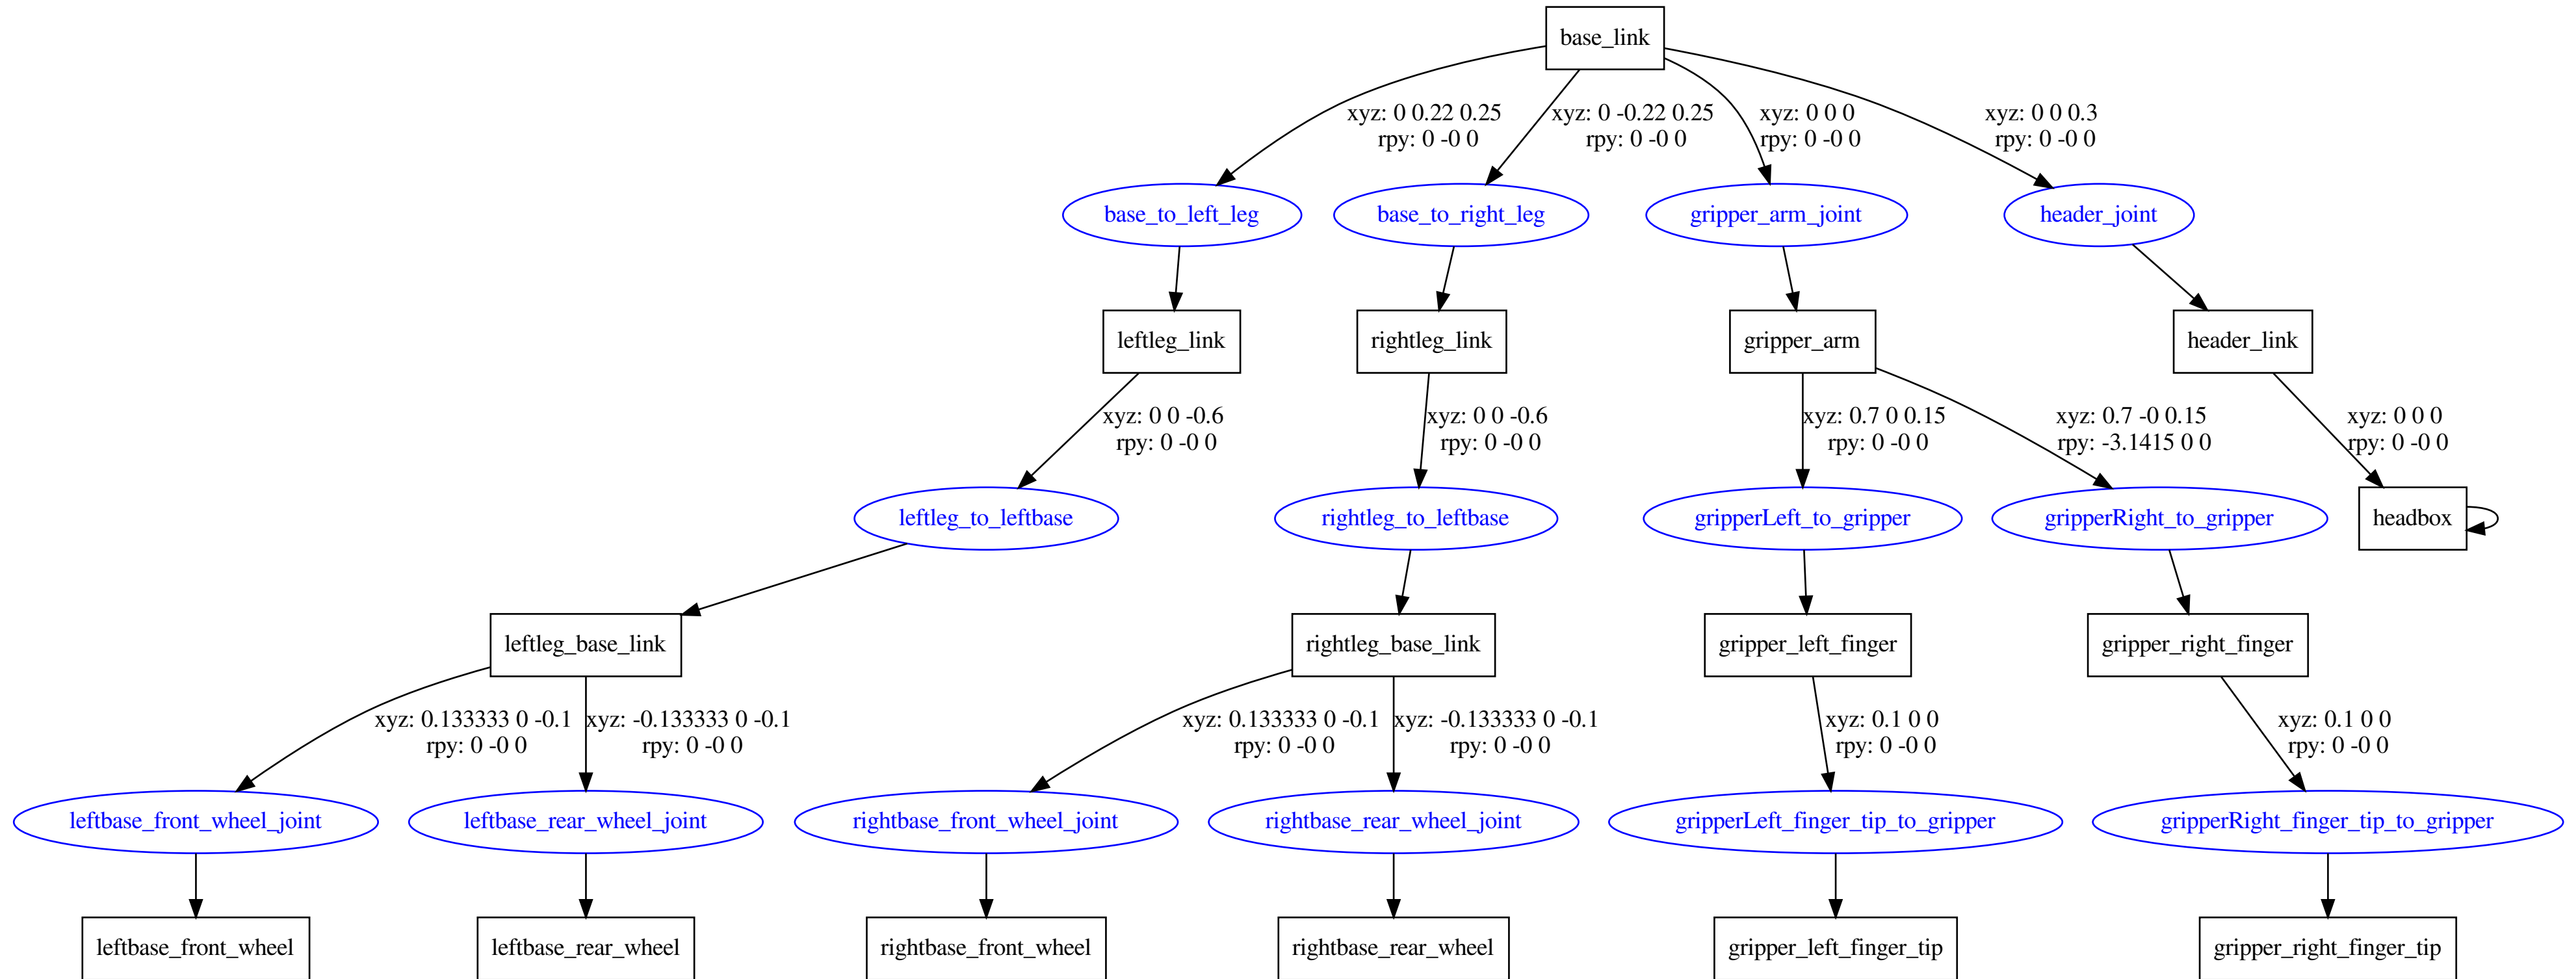 base_link
xyz: 0 0.22 0.25
rpy: 0 -0 0
xyz: 0 -0.22 0.25
rpy: 0 -0 0
xyz: 0 0 0
rpy: 0 -0 0
xyz: 0 0 0.3
rpy: 0 -0 0
base_to_left_leg
base_to_right_leg
gripper_arm_joint
header_joint
leftleg_link
rightleg_link
gripper_arm
header_link
xyz: 0 0 -0.6
rpy: 0 -0 0
xyz: 0 0 -0.6
rpy: 0 -0 0
xyz: 0.7 0 0.15
rpy: 0 -0 0
xyz: 0.7 -0 0.15
rpy: -3.1415 0 0
xyz: 0 0 0
rpy: 0 -0 0
leftleg_to_leftbase
rightleg_to_leftbase
gripperLeft_to_gripper
gripperRight_to_gripper
headbox
leftleg_base_link
rightleg_base_link
gripper_left_finger
gripper_right_finger
xyz: 0.133333 0 -0.1
rpy: 0 -0 0
xyz: -0.133333 0 -0.1
rpy: 0 -0 0
xyz: 0.133333 0 -0.1
rpy: 0 -0 0
xyz: -0.133333 0 -0.1
rpy: 0 -0 0
xyz: 0.1 0 0
rpy: 0 -0 0
xyz: 0.1 0 0
rpy: 0 -0 0
leftbase_front_wheel_joint
leftbase_rear_wheel_joint
rightbase_front_wheel_joint
rightbase_rear_wheel_joint
gripperLeft_finger_tip_to_gripper
gripperRight_finger_tip_to_gripper
leftbase_front_wheel
leftbase_rear_wheel
rightbase_front_wheel
rightbase_rear_wheel
gripper_left_finger_tip
gripper_right_finger_tip